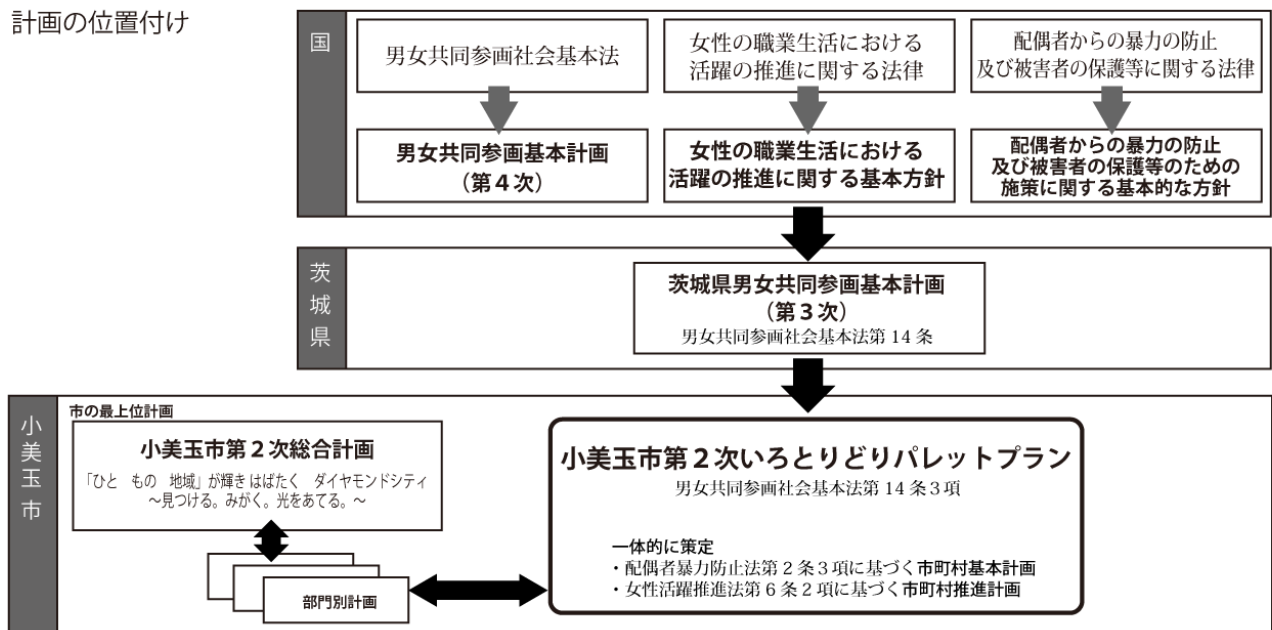 計画の位置付け
国
男女共同参画社会基本法
女性の職業生活における
活躍の推進に関する法律
配偶者からの暴力の防止
及び被害者の保護等に関する法律
男女共同参画基本計画
（第４次）
女性の職業生活における
活躍の推進に関する基本方針
配偶者からの暴力の防止
及び被害者の保護等のための
施策に関する基本的な方針
茨城県
茨城県男女共同参画基本計画
（第３次）
男女共同参画社会基本法第 14 条
小美玉市
市の最上位計画
小美玉市第２次総合計画
「ひと　もの　地域」が輝き はばたく　ダイヤモンドシティ
～見つける。みがく。光をあてる。～
部門別計画
小美玉市第２次いろとりどりパレットプラン
男女共同参画社会基本法第 14 条３項
一体的に策定
・配偶者暴力防止法第２条３項に基づく市町村基本計画
・女性活躍推進法第６条２項に基づく市町村推進計画